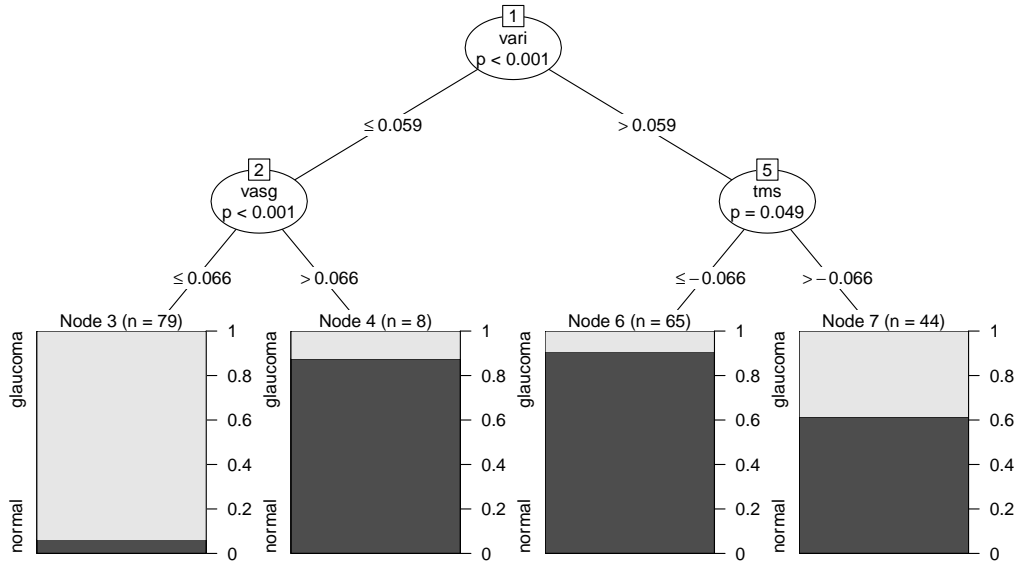 1
vari
p < 0.001
≤ 0.059
> 0.059
2
vasg
p < 0.001
≤ 0.066
> 0.066
5
tms
p = 0.049
≤ −0.066
> −0.066
Node 3 (n = 79)
normal
glaucoma
0
0.2
0.4
0.6
0.8
1
Node 4 (n = 8)
normal
glaucoma
0
0.2
0.4
0.6
0.8
1
Node 6 (n = 65)
normal
glaucoma
0
0.2
0.4
0.6
0.8
1
Node 7 (n = 44)
normal
glaucoma
0
0.2
0.4
0.6
0.8
1